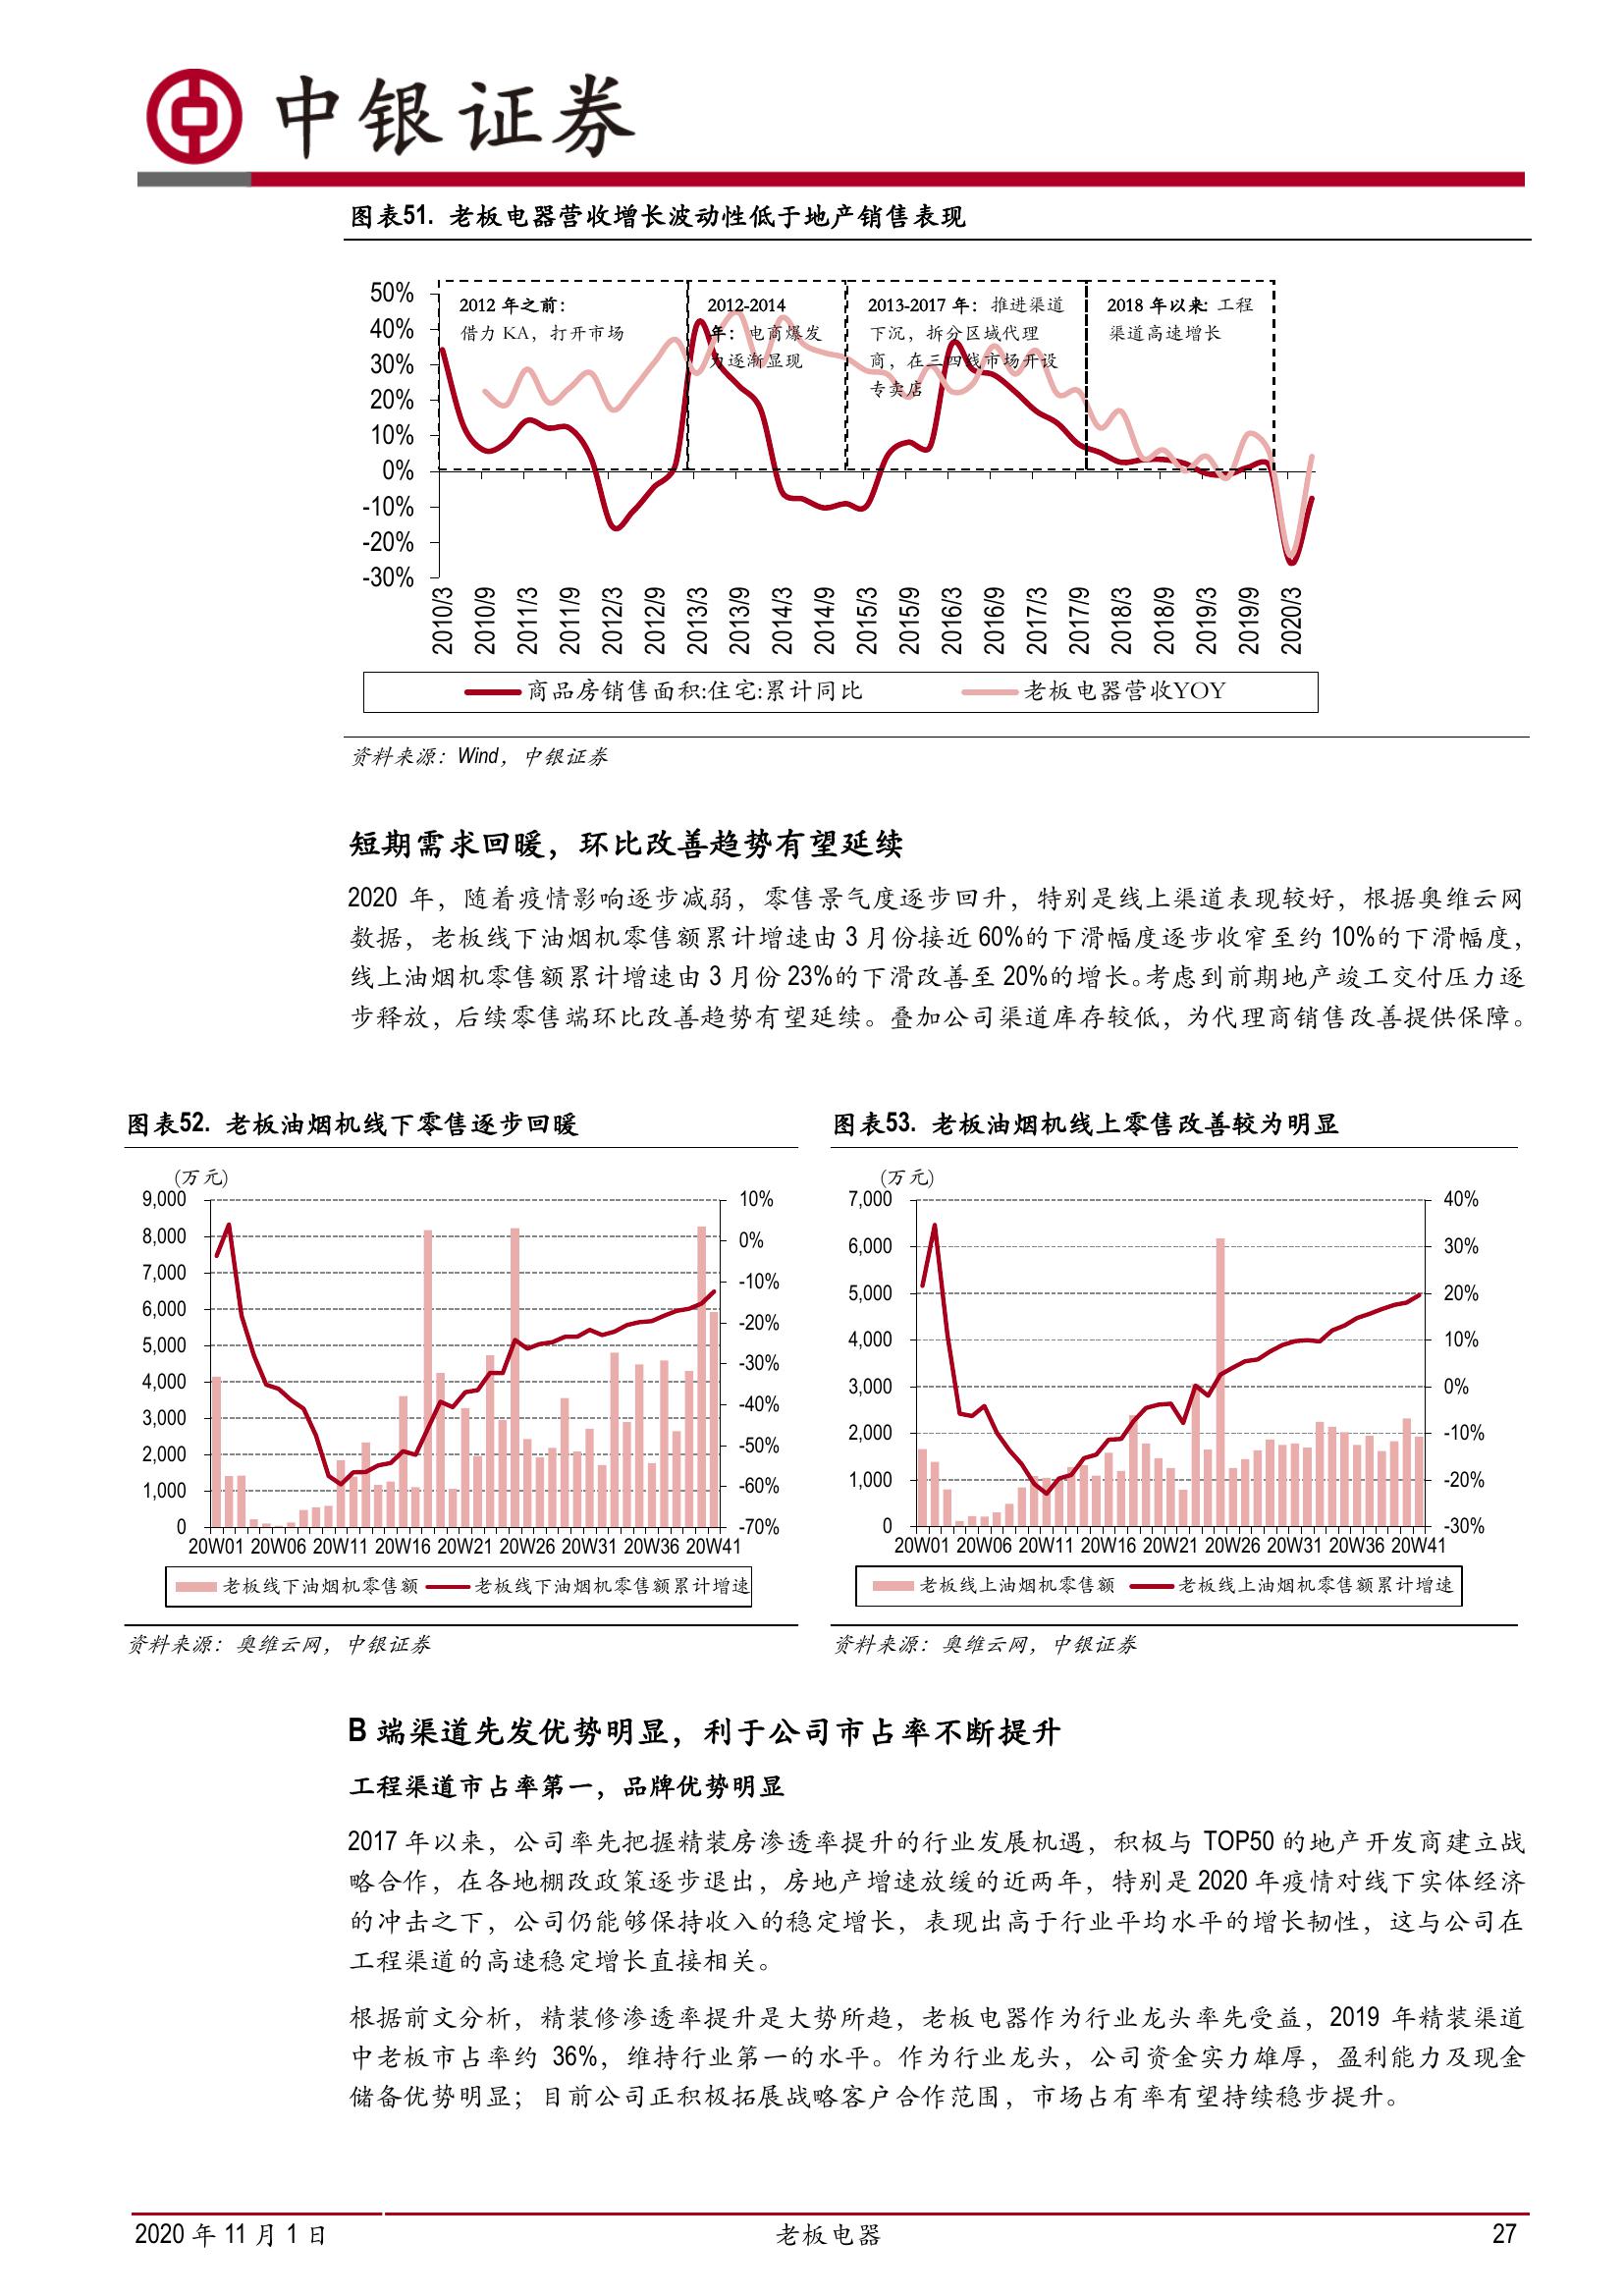 中银证券
图表51. 老板电器营收增长波动性低于地产销售表现
50%
40%
30%
20%
10%
0%
-10%
-20%
-30%
2012 年之前：
借力 KA，打开市场
2012-2014
年：电商爆发
力逐渐显现
2013-2017 年：推进渠道
下沉，拆分区域代理
商，在三四线市场开设
专卖店
2018 年以来：工程
渠道高速增长
2010/3 2010/9 2011/3 2011/9 2012/3 2012/9 2013/3 2013/9 2014/3 2014/9 2015/3 2015/9 2016/3 2016/9 2017/3 2017/9 2018/3 2018/9 2019/3 2019/9 2020/3
商品房销售面积:住宅:累计同比 老板电器营收YOY
资料来源：Wind，中银证券
短期需求回暖，环比改善趋势有望延续
2020 年，随着疫情影响逐步减弱，零售景气度逐步回升，特别是线上渠道表现较好，根据奥维云网
数据，老板线下油烟机零售额累计增速由 3 月份接近 60%的下滑幅度逐步收窄至约 10%的下滑幅度，
线上油烟机零售额累计增速由 3 月份 23%的下滑改善至 20%的增长。考虑到前期地产竣工交付压力逐
步释放，后续零售端环比改善趋势有望延续。叠加公司渠道库存较低，为代理商销售改善提供保障。
图表52. 老板油烟机线下零售逐步回暖
(万元)
9,000
8,000
7,000
6,000
5,000
4,000
3,000
2,000
1,000
0
10%
0%
-10%
-20%
-30%
-40%
-50%
-60%
-70%
20W01 20W06 20W11 20W16 20W21 20W26 20W31 20W36 20W41
老板线下油烟机零售额 老板线下油烟机零售额累计增速
资料来源：奥维云网，中银证券
图表53. 老板油烟机线上零售改善较为明显
(万元)
7,000
6,000
5,000
4,000
3,000
2,000
1,000
0
40%
30%
20%
10%
0%
-10%
-20%
-30%
20W01 20W06 20W11 20W16 20W21 20W26 20W31 20W36 20W41
老板线上油烟机零售额 老板线上油烟机零售额累计增速
资料来源：奥维云网，中银证券
B 端渠道先发优势明显，利于公司市占率不断提升
工程渠道市占率第一，品牌优势明显
2017 年以来，公司率先把握精装房渗透率提升的行业发展机遇，积极与 TOP50 的地产开发商建立战
略合作，在各地棚改政策逐步退出，房地产增速放缓的近两年，特别是 2020 年疫情对线下实体经济
的冲击之下，公司仍能够保持收入的稳定增长，表现出高于行业平均水平的增长韧性，这与公司在
工程渠道的高速稳定增长直接相关。
根据前文分析，精装修渗透率提升是大势所趋，老板电器作为行业龙头率先受益，2019 年精装渠道
中老板市占率约 36%，维持行业第一的水平。作为行业龙头，公司资金实力雄厚，盈利能力及现金
储备优势明显；目前公司正积极拓展战略客户合作范围，市场占有率有望持续稳步提升。
2020 年 11 月 1 日 老板电器 27